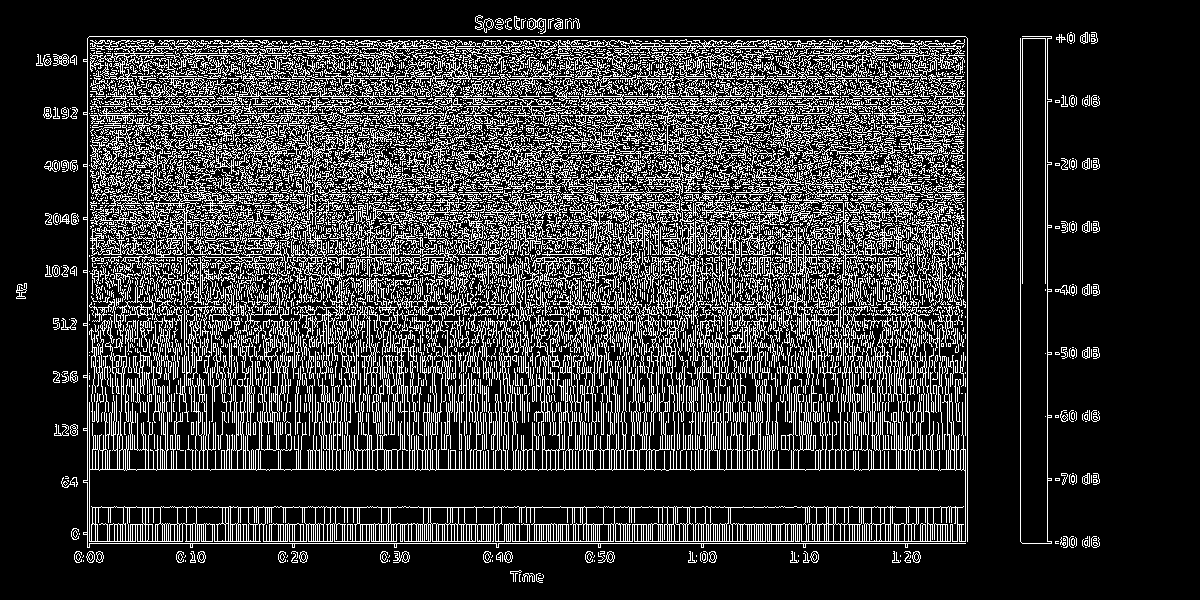 Spectrogram
+0 dB
16384
-10 dB
8192
-20 dB
4096
-30 dB
2048
-40 dB
1024
Hz
512
-50 dB
256
-60 dB
128
-70 dB
64
0
-80 dB
0:00 0:10 0:20 0:30 0:40 0:50 1:00 1:10 1:20
Time